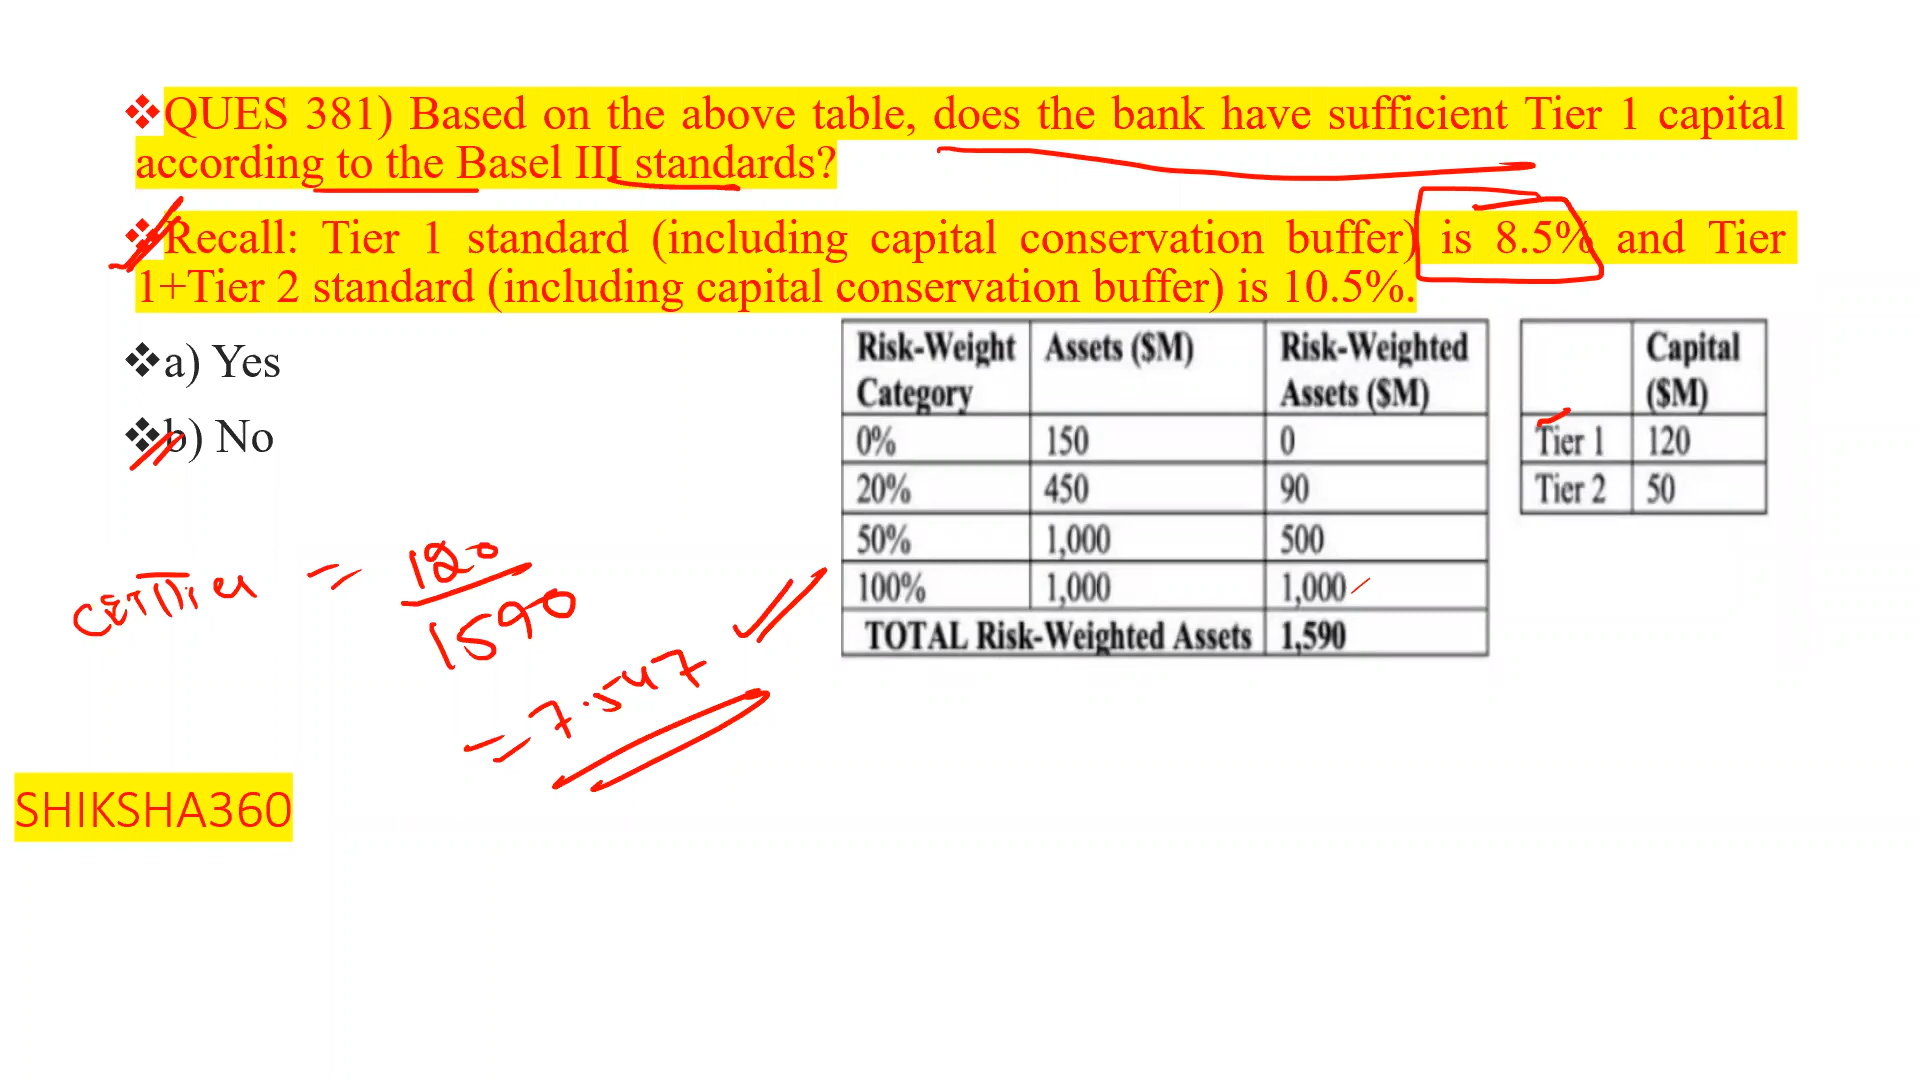 ❖QUES 381) Based on the above table, does the bank have sufficient Tier 1 capital
according to the Basel III standards?
❖Recall: Tier 1 standard (including capital conservation buffer) is 8.5% and Tier
1+Tier 2 standard (including capital conservation buffer) is 10.5%.
❖a) Yes
❖b) No
Risk-Weight Category Assets ($M) Risk-Weighted Assets ($M)
0% 150 0
20% 450 90
50% 1,000 500
100% 1,000 1,000
TOTAL Risk-Weighted Assets 1,590
Capital ($M)
Tier 1 120
Tier 2 50
= 120
1590
= 7.547
SHIKSHA360